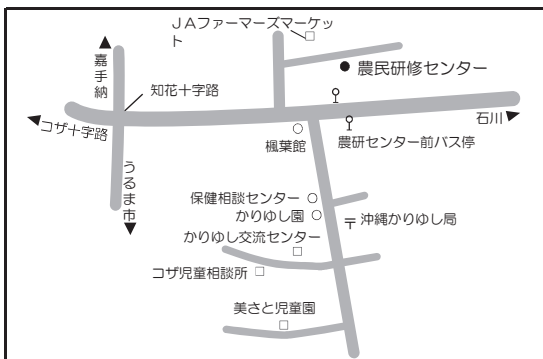 JAファーマーズマーケッ
ト
嘉手納
農民研修センター
知花十字路
石川
コザ十字路
楓葉館
農研センター前バス停
うるま市
保健相談センター
かりゆし園
〒沖縄かりゆし局
かりゆし交流センター
コザ児童相談所
美さと児童園